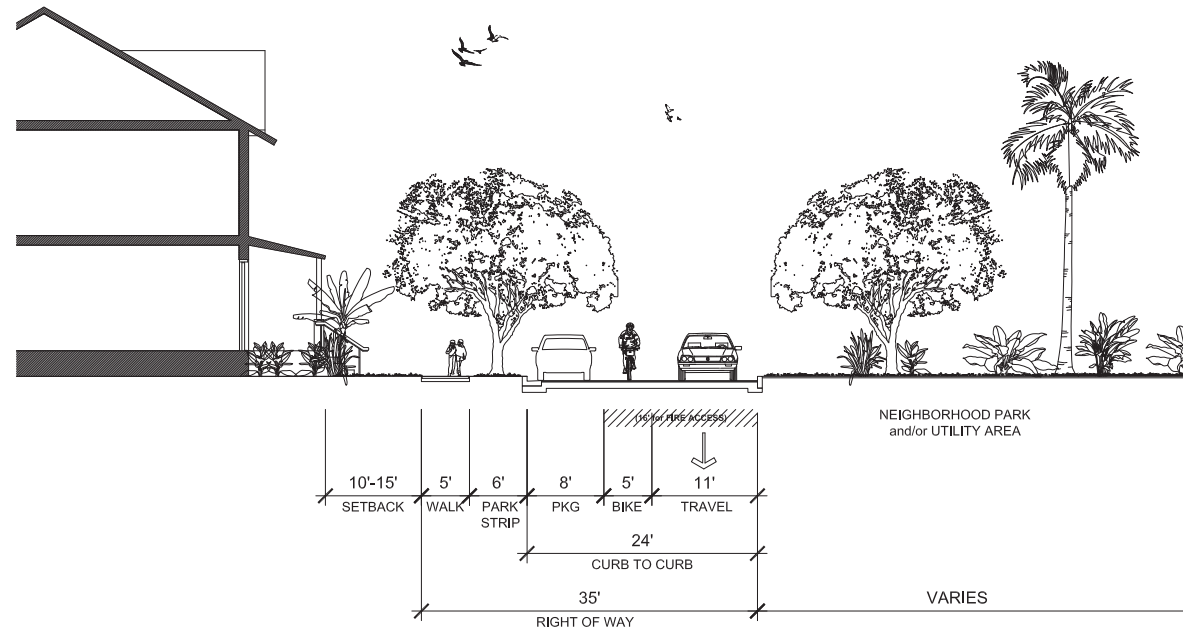 (16' for FIRE ACCESS)
NEIGHBORHOOD PARK
and/or UTILITY AREA
10'-15'
SETBACK
5'
WALK
6'
PARK
STRIP
8'
PKG
5'
BIKE
11'
TRAVEL
24'
CURB TO CURB
35'
RIGHT OF WAY
VARIES